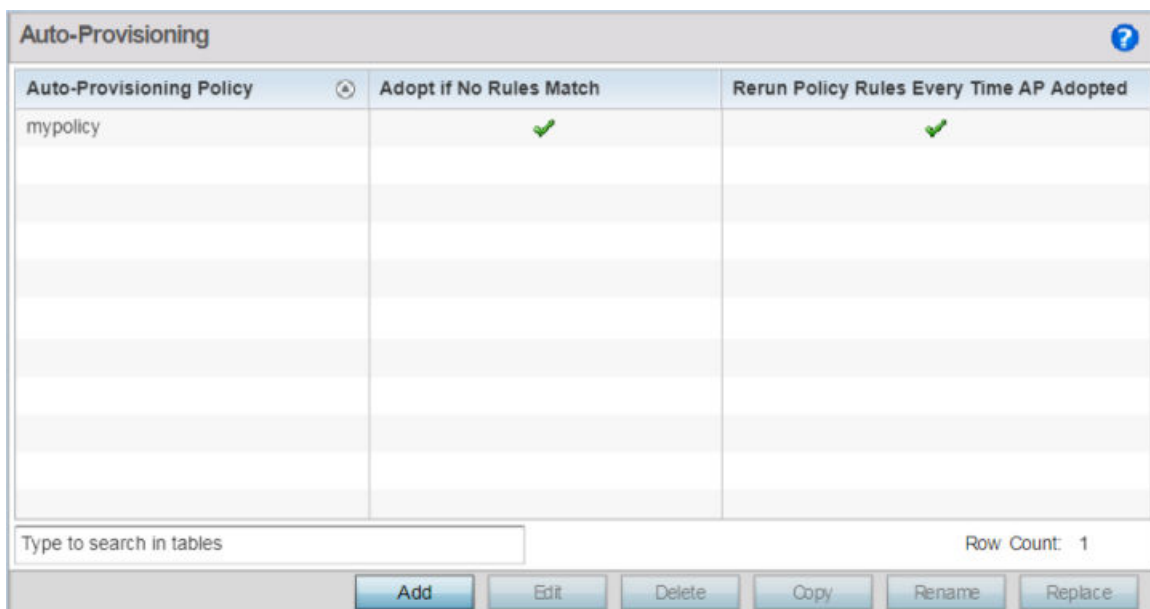 Auto-Provisioning
Auto-Provisioning Policy Adopt if No Rules Match Rerun Policy Rules Every Time AP Adopted
mypolicy
Type to search in tables Row Count: 1
Add Edit Delete Copy Rename Replace